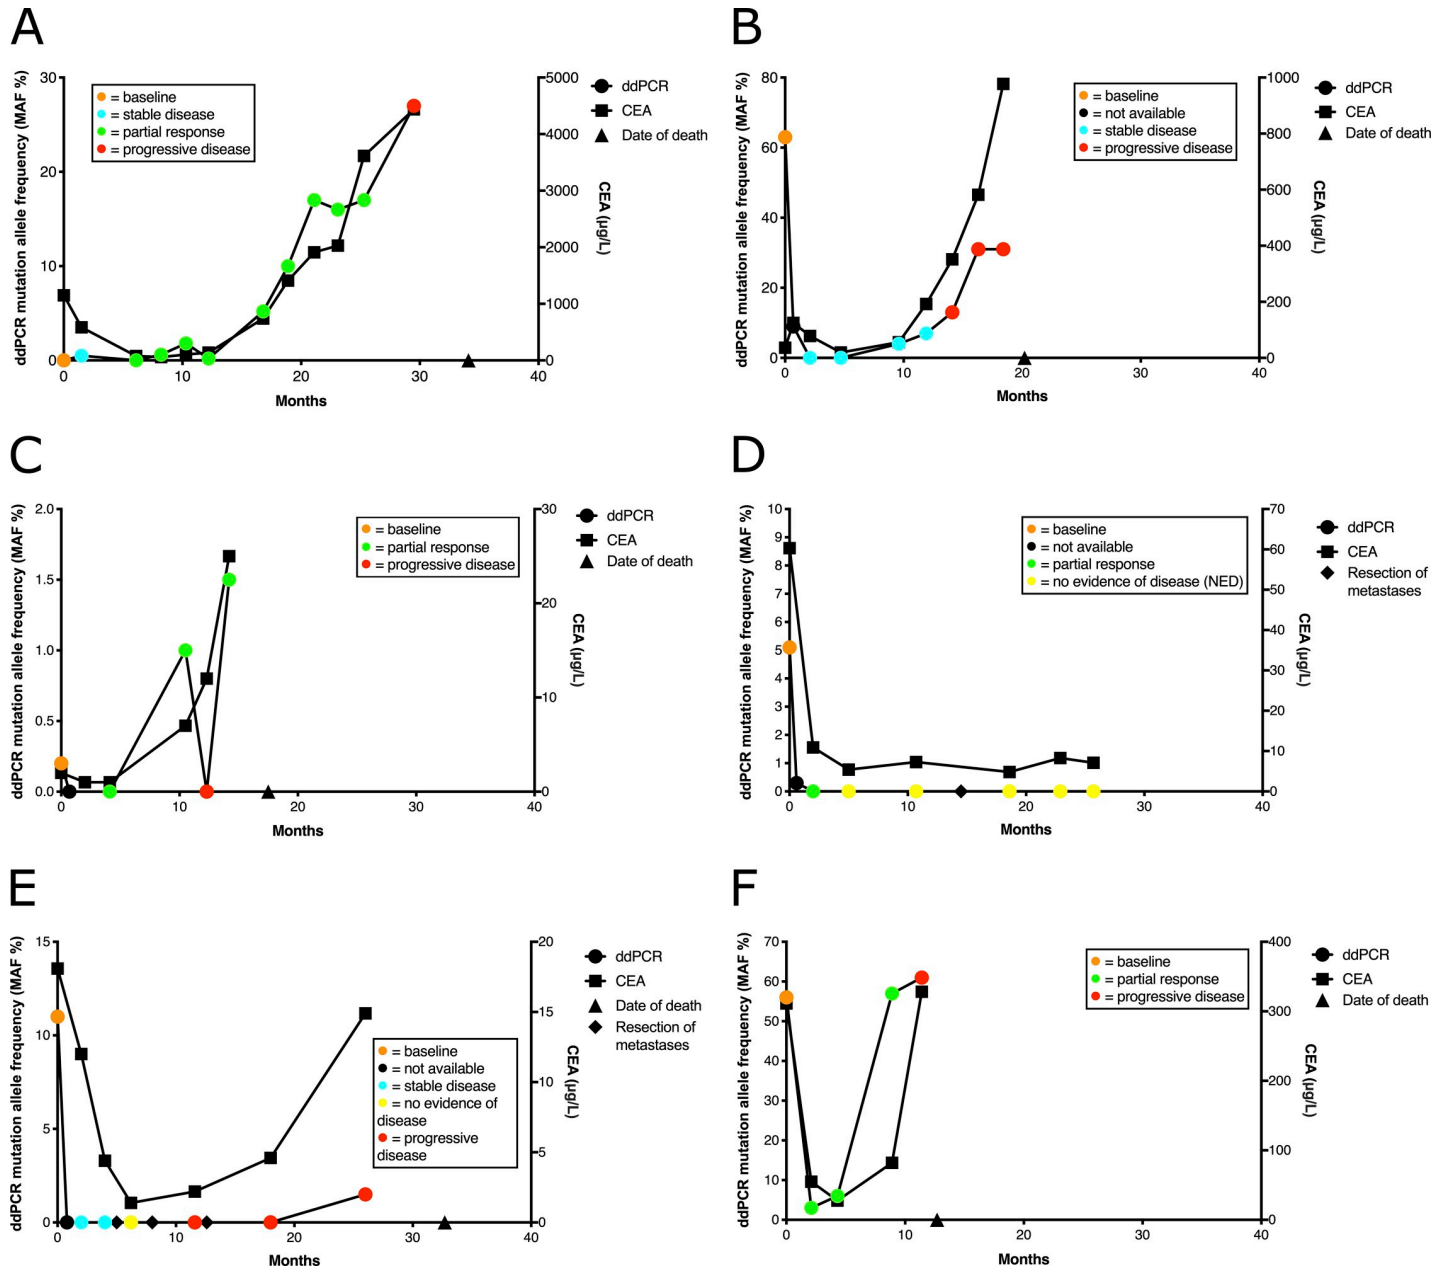 A
ddPCR mutation allele frequency (MAF %)
30
20
10
0
0
10
20
30
40
Months
5000
4000
3000
2000
1000
0
CEA (µg/L)
= baseline
= stable disease
= partial response
= progressive disease
ddPCR
CEA
Date of death
B
ddPCR mutation allele frequency (MAF %)
80
60
40
20
0
0
10
20
30
40
Months
1000
800
600
400
200
0
CEA (µg/L)
= baseline
= not available
= stable disease
= progressive disease
ddPCR
CEA
Date of death
C
ddPCR mutation allele frequency (MAF %)
2.0
1.5
1.0
0.5
0.0
0
10
20
30
40
Months
30
20
10
0
CEA (µg/L)
= baseline
= partial response
= progressive disease
ddPCR
CEA
Date of death
D
ddPCR mutation allele frequency (MAF %)
10
9
8
7
6
5
4
3
2
1
0
0
10
20
30
40
Months
70
60
50
40
30
20
10
0
CEA (µg/L)
= baseline
= not available
= partial response
= no evidence of disease (NED)
ddPCR
CEA
Resection of
metastases
E
ddPCR mutation allele frequency (MAF %)
15
10
5
0
0
10
20
30
40
Months
20
15
10
5
0
CEA (µg/L)
= baseline
= not available
= stable disease
= no evidence of
disease
= progressive
disease
ddPCR
CEA
Date of death
Resection of
metastases
F
ddPCR mutation allele frequency (MAF %)
70
60
50
40
30
20
10
0
0
10
20
30
40
Months
400
300
200
100
0
CEA (µg/L)
= baseline
= partial response
= progressive disease
ddPCR
CEA
Date of death